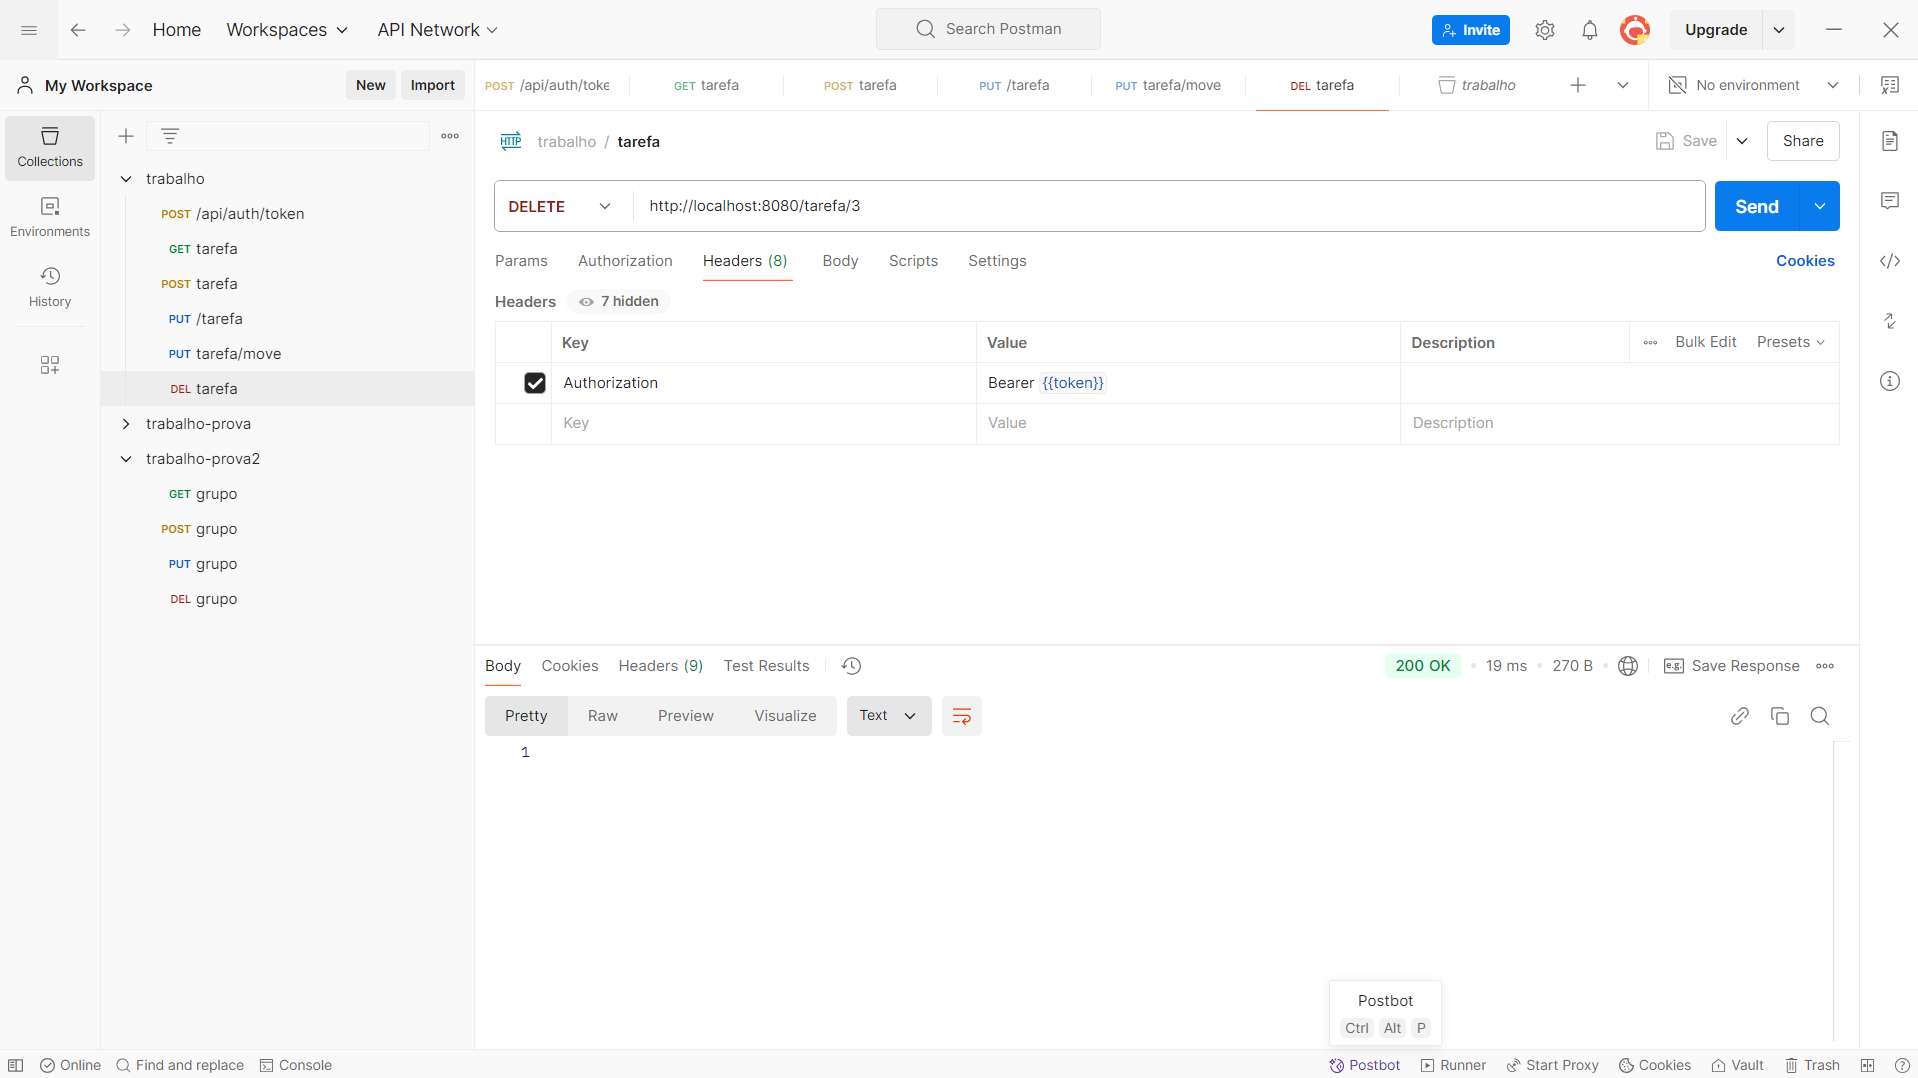 Home
Workspaces
API Network
Search Postman
Invite
Upgrade
My Workspace
New
Import
POST /api/auth/toke
GET tarefa
POST tarefa
PUT /tarefa
PUT tarefa/move
DEL tarefa
trabalho
No environment
Collections
Environments
History
trabalho
POST /api/auth/token
GET tarefa
POST tarefa
PUT /tarefa
PUT tarefa/move
DEL tarefa
trabalho-prova
trabalho-prova2
GET grupo
POST grupo
PUT grupo
DEL grupo
HTTP trabalho / tarefa
Save
Share
DELETE
http://localhost:8080/tarefa/3
Send
Params
Authorization
Headers (8)
Body
Scripts
Settings
Cookies
Headers
7 hidden
Key
Value
Description
Bulk Edit
Presets
Authorization
Bearer {{token}}
Key
Value
Description
Body
Cookies
Headers (9)
Test Results
200 OK
19 ms
270 B
e.g. Save Response
Pretty
Raw
Preview
Visualize
Text
1
Postbot
Ctrl Alt P
Online
Find and replace
Console
Postbot
Runner
Start Proxy
Cookies
Vault
Trash